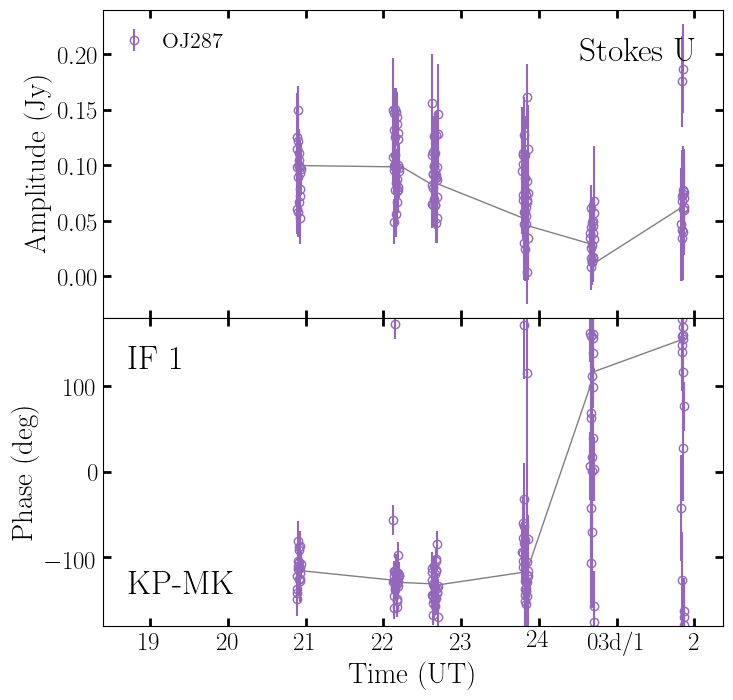 OJ287
Stokes U
0.20
0.15
0.10
0.05
0.00
Amplitude (Jy)
IF 1
100
0
−100
Phase (deg)
KP-MK
19 20 21 22 23 24 03d/1 2
Time (UT)